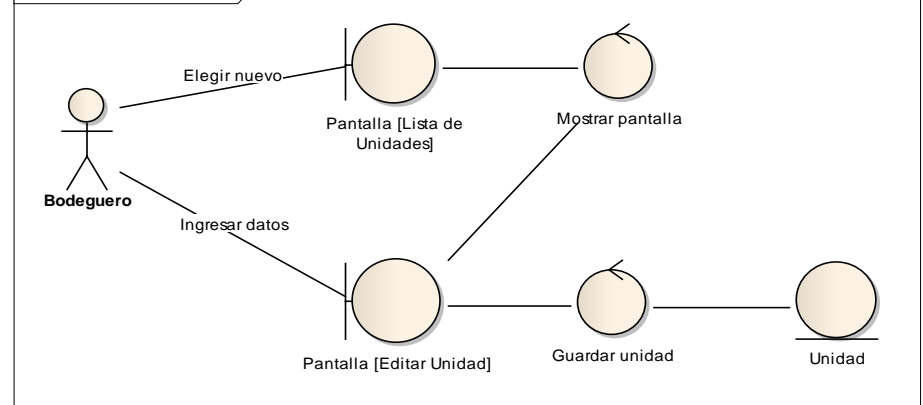 Elegir nuevo
Pantalla [Lista de
Unidades]
Mostrar pantalla
Bodeguero
Ingresar datos
Pantalla [Editar Unidad]
Guardar unidad
Unidad